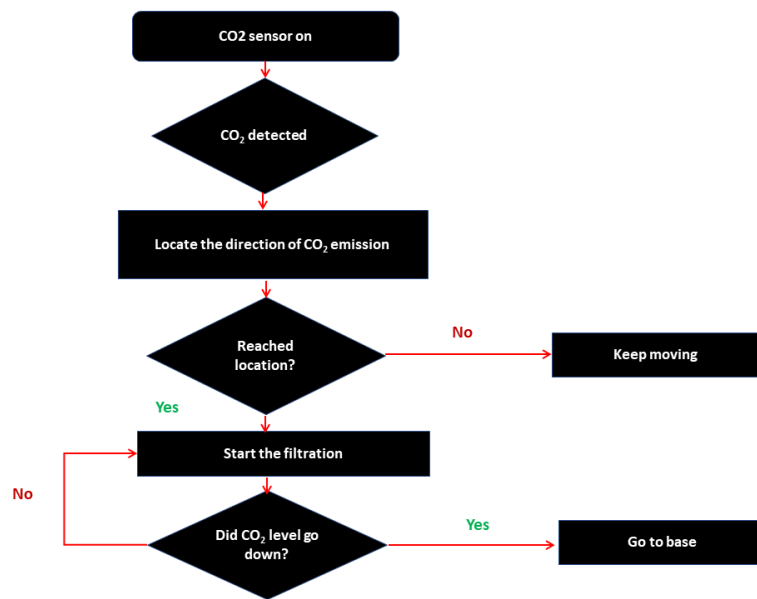 CO2 sensor on
CO₂ detected
Locate the direction of CO₂ emission
Reached
location?
No
Keep moving
Yes
Start the filtration
No
Did CO₂ level go
down?
Yes
Go to base